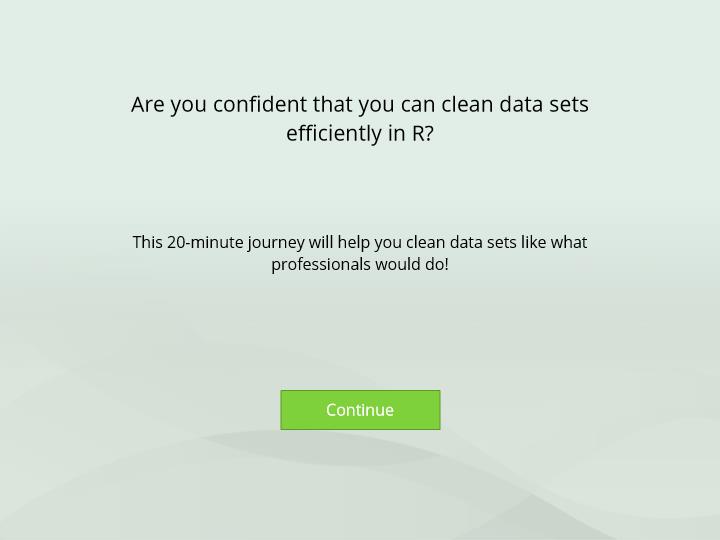 Are you confident that you can clean data sets
efficiently in R?
This 20-minute journey will help you clean data sets like what
professionals would do!
Continue